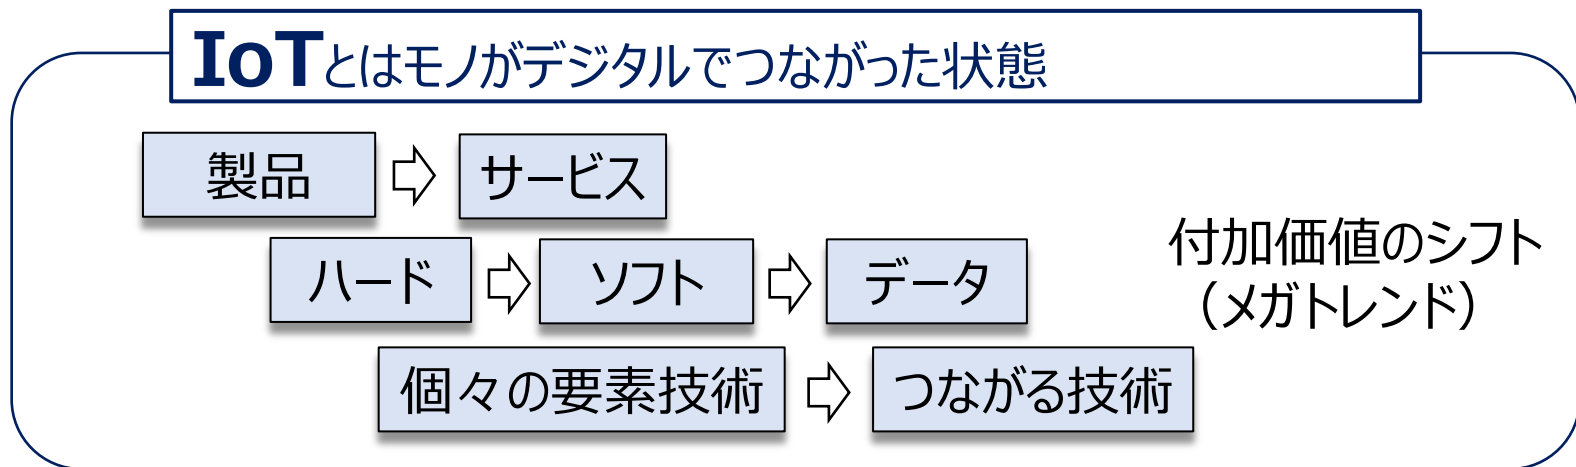 IoTとはモノがデジタルでつながった状態
製品 サービス
ハード ソフト データ
付加価値のシフト
（メガトレンド）
個々の要素技術 つながる技術